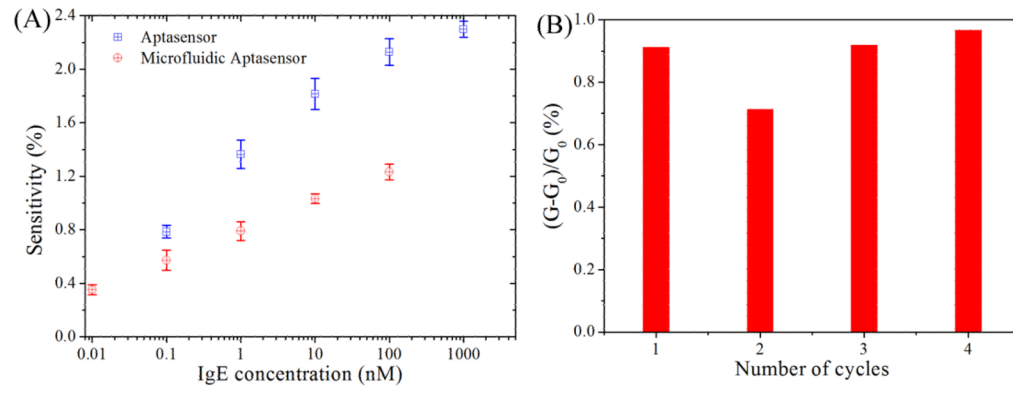 (A)
Sensitivity (%)
2.4
2.0
1.6
1.2
0.8
0.4
0.0
Aptasensor
Microfluidic Aptasensor
0.01 0.1 1 10 100 1000
IgE concentration (nM)
(B)
(G-G0)/G0 (%)
1.0
0.8
0.6
0.4
0.2
0.0
1 2 3 4
Number of cycles